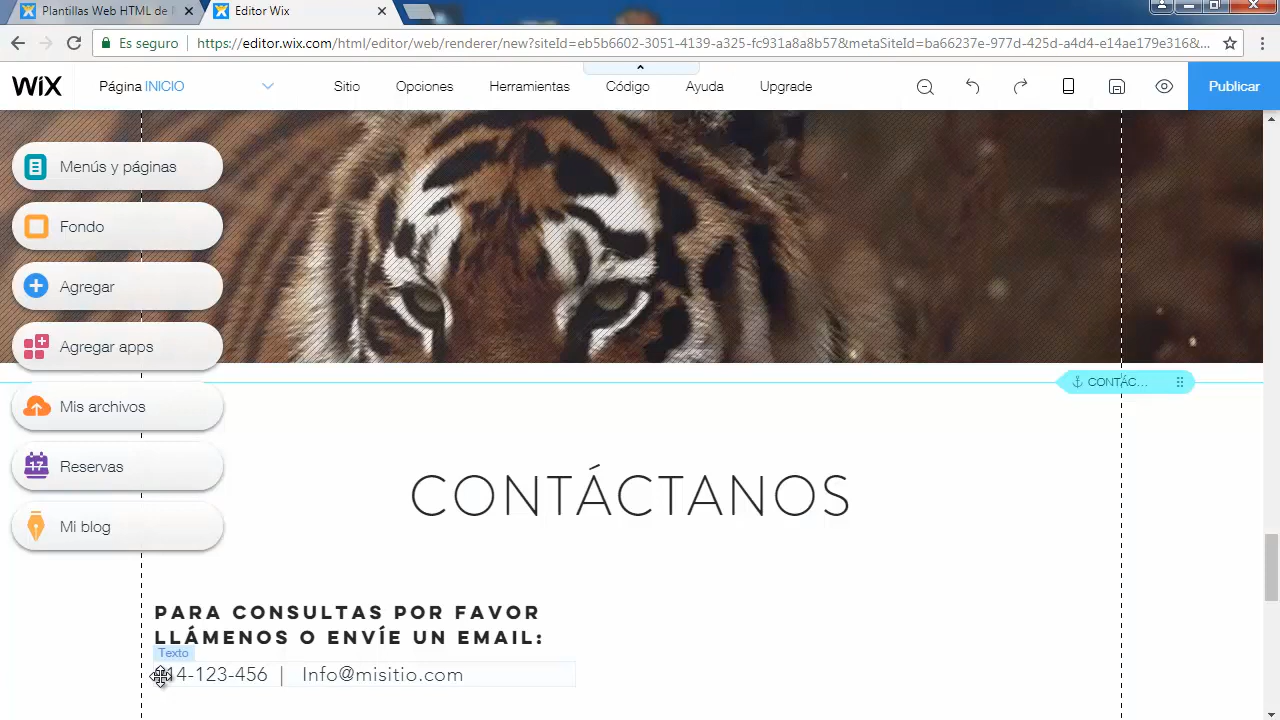 Plantillas Web HTML de
Editor Wix
Es seguro
https://editor.wix.com/html/editor/web/renderer/new?siteId=eb5b6602-3051-4139-a325-fc931a8a8b57&metaSiteId=ba66237e-977d-425d-a4d4-e14ae179e316&...
WiX
Página INICIO
Sitio
Opciones
Herramientas
Código
Ayuda
Upgrade
Publicar
Menús y páginas
Fondo
Agregar
Agregar apps
Mis archivos
17
Reservas
Mi blog
CONTÁC...
CONTÁCTANOS
PARA CONSULTAS POR FAVOR
LLÁMENOS O ENVÍE UN EMAIL:
Texto
14-123-456 | Info@misitio.com